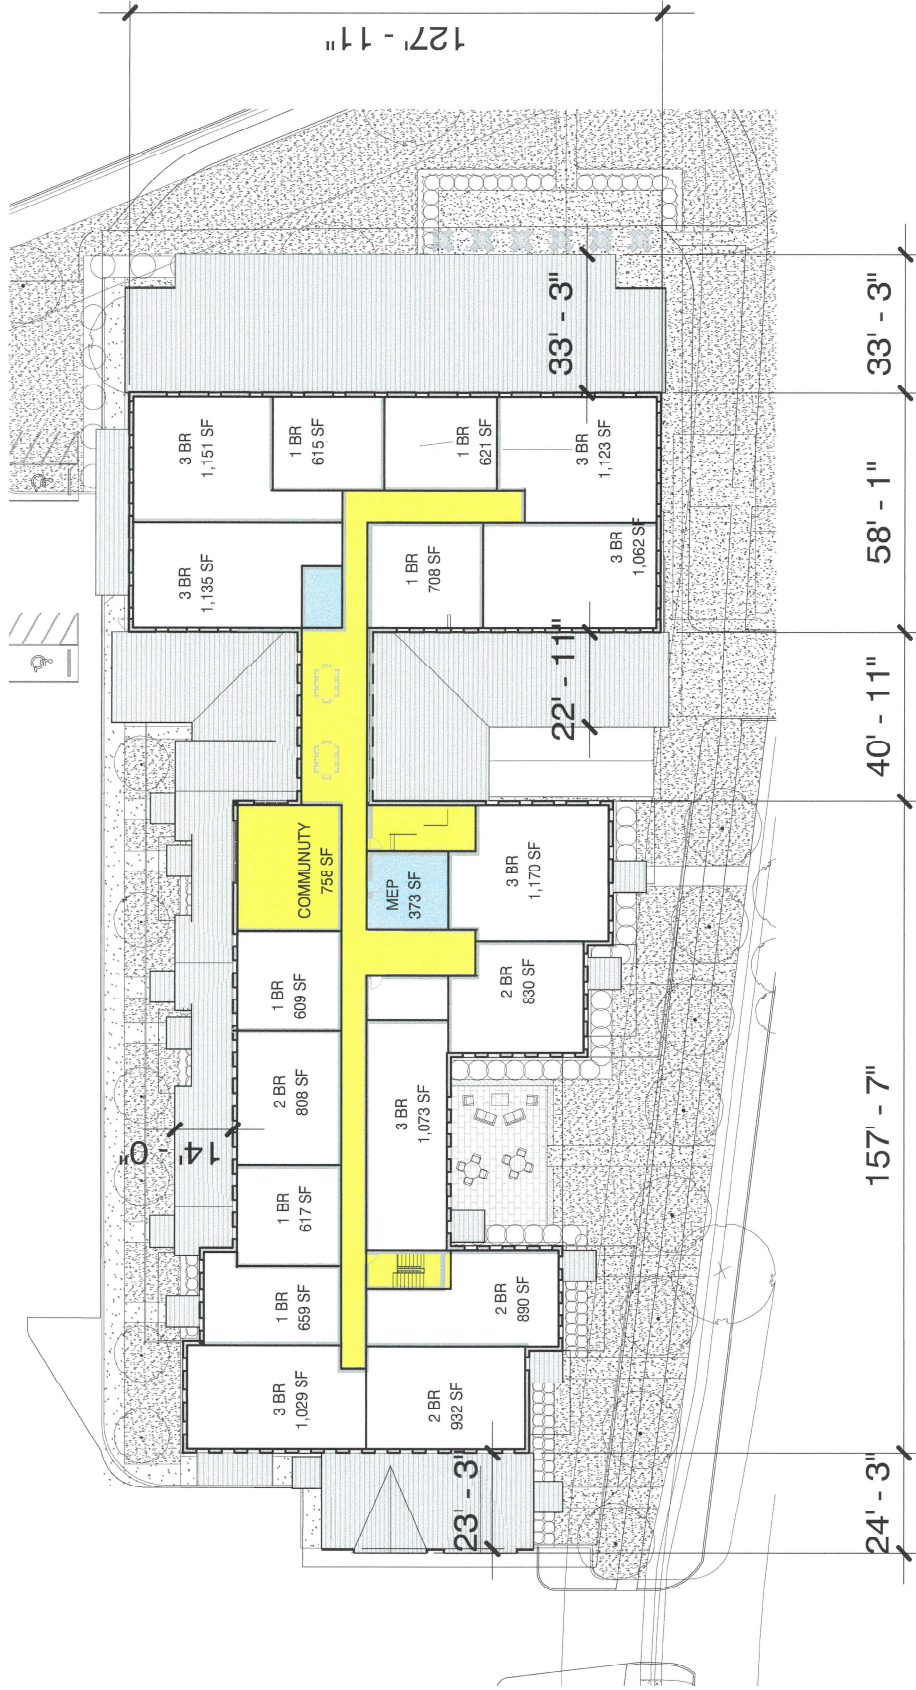 127' - 11"
33' - 3"
33' - 3"
58' - 1"
22' - 11"
40' - 11"
14' - 0"
157' - 7"
23' - 3"
24' - 3"
3 BR
1,151 SF
1 BR
615 SF
1 BR
621 SF
3 BR
1,123 SF
3 BR
1,135 SF
1 BR
708 SF
3 BR
1,062 SF
COMMUNUTY
758 SF
MEP
373 SF
3 BR
1,170 SF
1 BR
609 SF
2 BR
830 SF
2 BR
808 SF
3 BR
1,073 SF
1 BR
617 SF
1 BR
659 SF
2 BR
890 SF
3 BR
1,029 SF
2 BR
932 SF